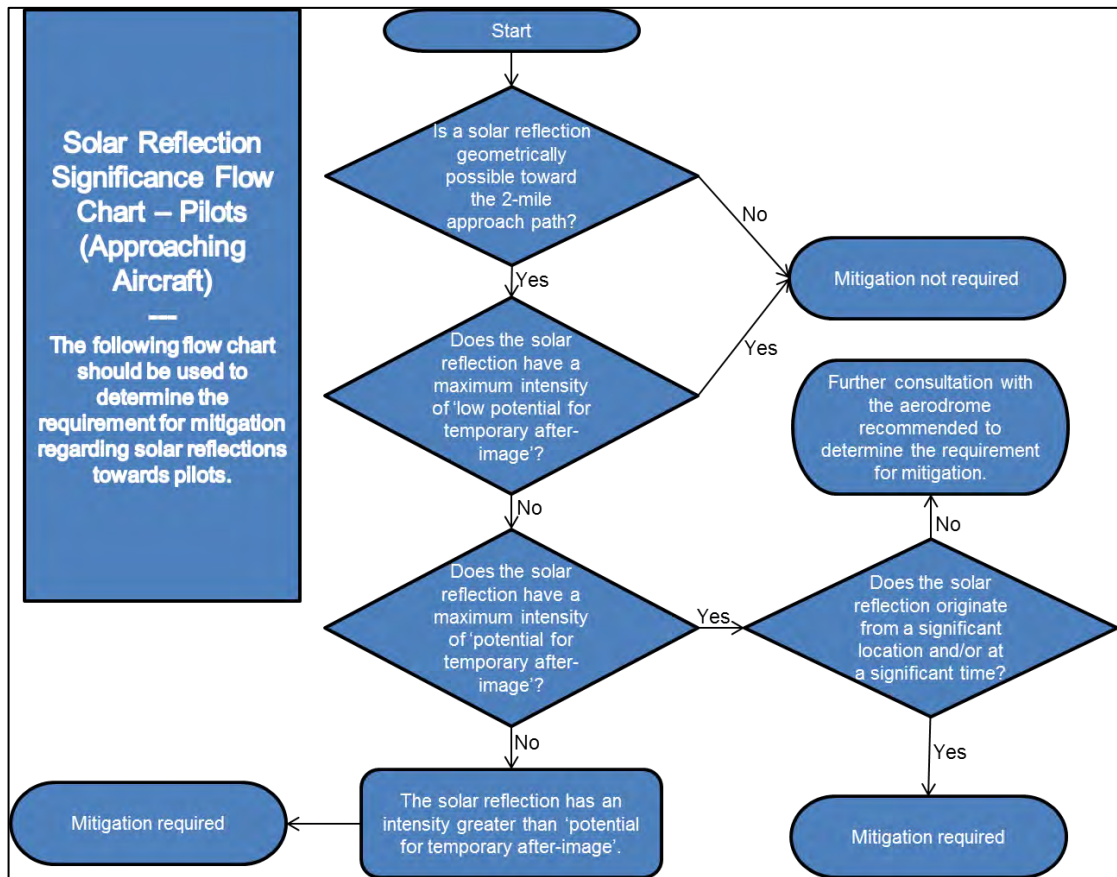 Solar Reflection
Significance Flow
Chart – Pilots
(Approaching
Aircraft)
—
The following flow chart
should be used to
determine the
requirement for mitigation
regarding solar reflections
towards pilots.
Start
Is a solar reflection
geometrically
possible toward
the 2-mile
approach path?
No
Yes
Mitigation not required
Does the solar
reflection have a
maximum intensity
of ‘low potential for
temporary after-
image’?
Yes
No
Further consultation with
the aerodrome
recommended to
determine the requirement
for mitigation.
No
Does the solar
reflection have a
maximum intensity
of ‘potential for
temporary after-
image’?
Yes
Does the solar
reflection originate
from a significant
location and/or at
a significant time?
No
Yes
The solar reflection has an
intensity greater than ‘potential
for temporary after-image’.
Mitigation required
Mitigation required